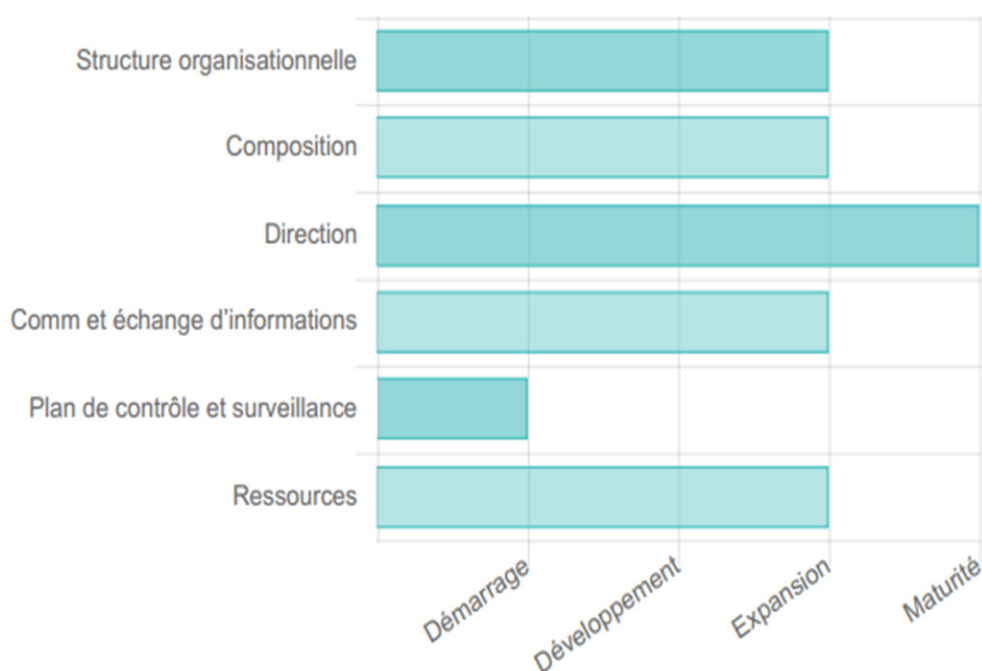 Structure organisationnelle
Composition
Direction
Comm et échange d'informations
Plan de contrôle et surveillance
Ressources
Démarrage
Développement
Expansion
Maturité